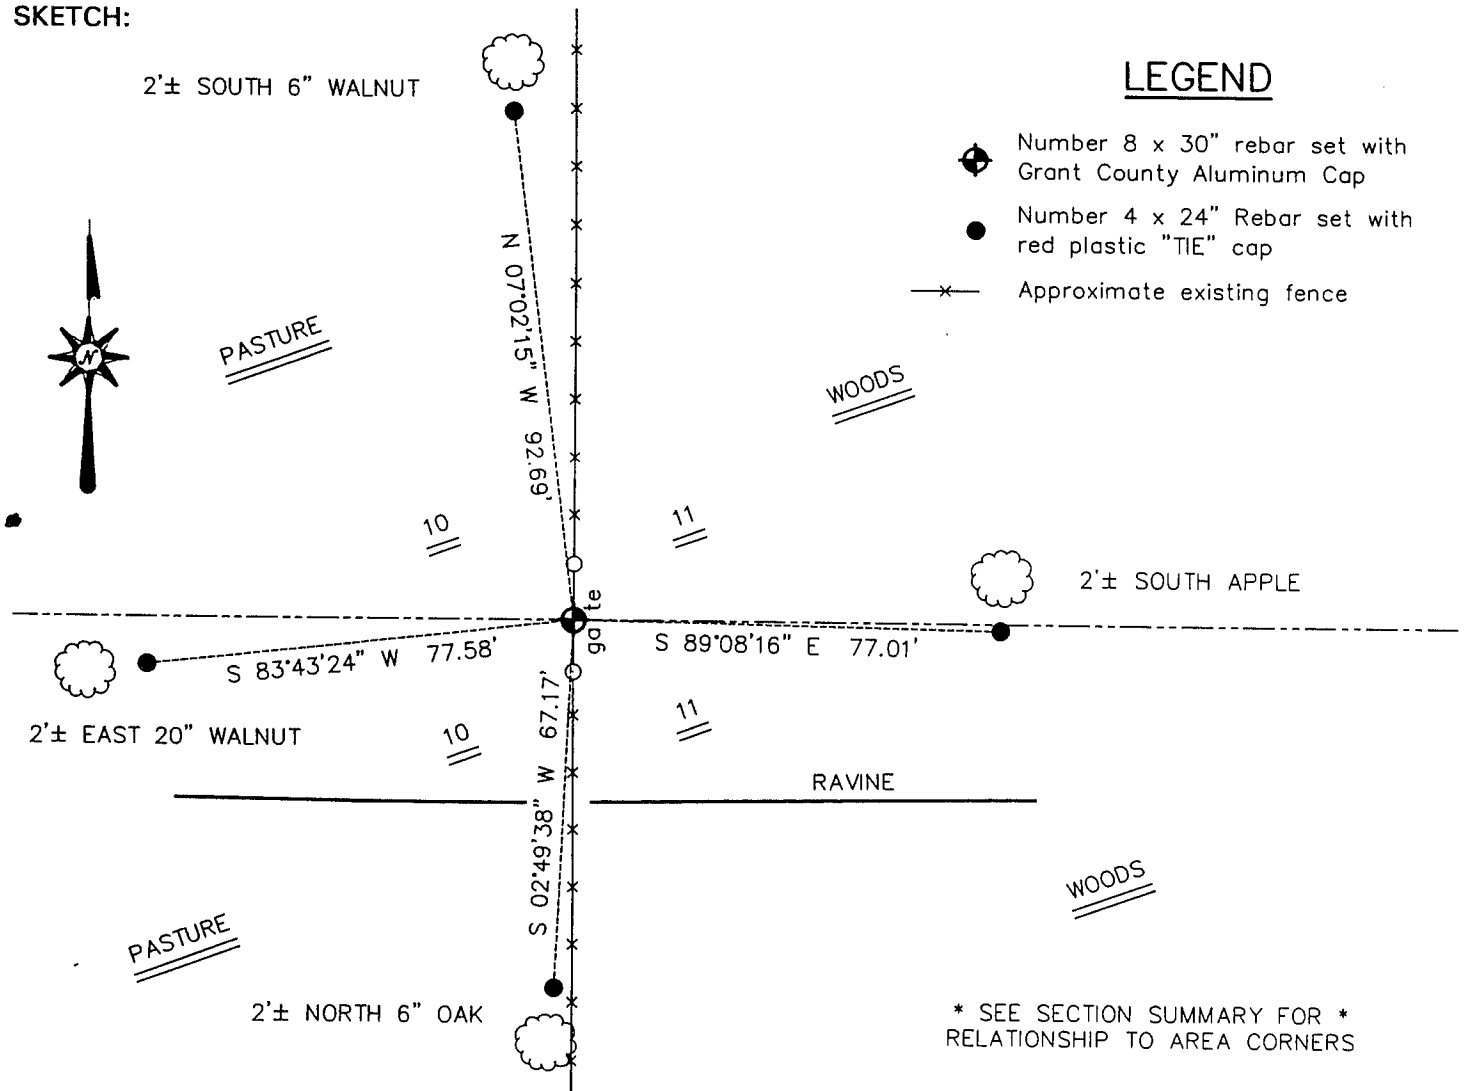 SKETCH:
2'± SOUTH 6" WALNUT
LEGEND
Number 8 x 30" rebar set with
Grant County Aluminum Cap
Number 4 x 24" Rebar set with
red plastic "TIE" cap
Approximate existing fence
N 07°02'15" W 92.69'
PASTURE
N
WOODS
10
11
2'± SOUTH APPLE
gate
S 83°43'24" W 77.58'
S 89°08'16" E 77.01'
2'± EAST 20" WALNUT
10
11
S 02°49'38" W 67.17'
RAVINE
WOODS
PASTURE
2'± NORTH 6" OAK
* SEE SECTION SUMMARY FOR *
RELATIONSHIP TO AREA CORNERS